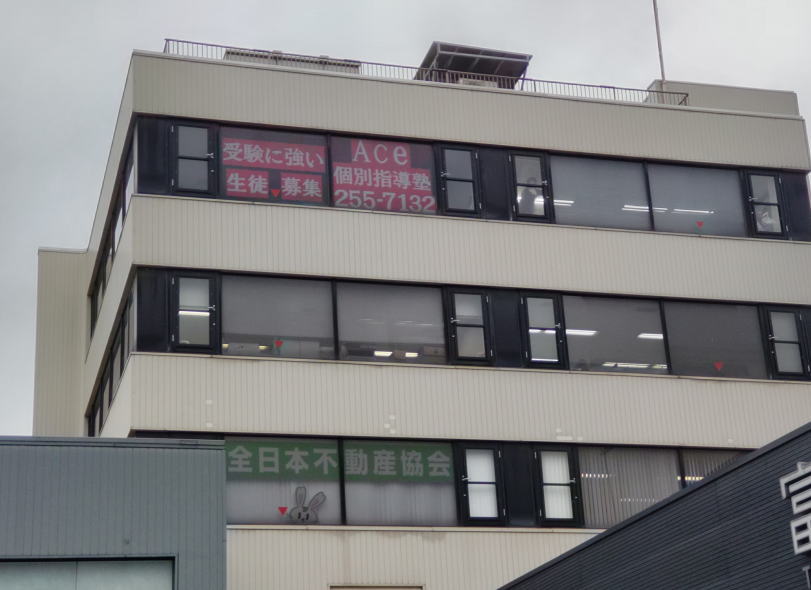 受験に強い
生徒募集
Ace
個別指導塾
255-7132
全日本不動産協会
富